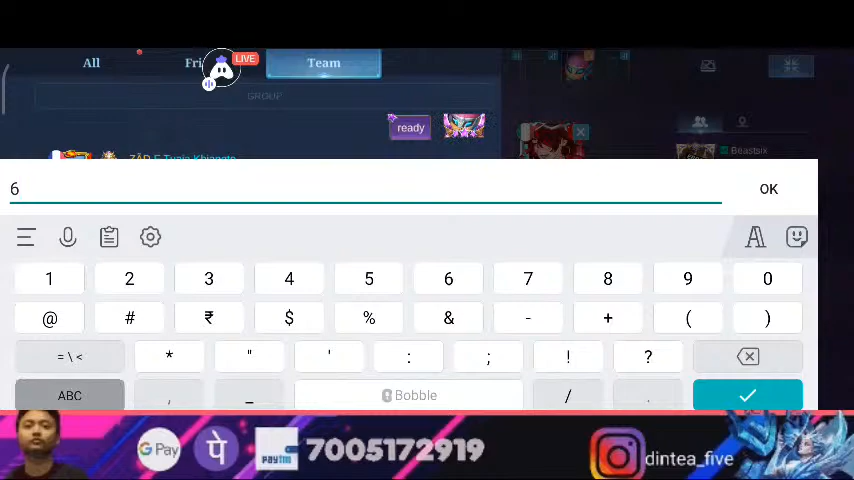 All
Fri
LIVE
Team
GROUP
ready
ZÃD
Beastsix
6
OK
1 2 3 4 5 6 7 8 9 0
@ # ₹ $ % & - + ( )
= \ < * " ' : ; ! ?
ABC , _ Bobble / .
G Pay पे paytm 7005172919 dintea_five